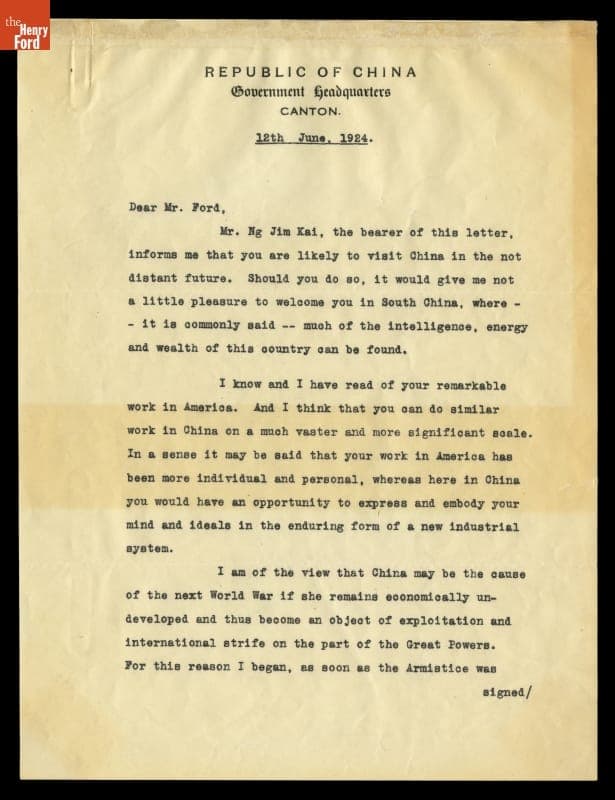 the
Henry
Ford
REPUBLIC OF CHINA
Government Headquarters
CANTON.
12th June, 1924.
Dear Mr. Ford,
Mr. Ng Jim Kai, the bearer of this letter,
informs me that you are likely to visit China in the not
distant future. Should you do so, it would give me not
a little pleasure to welcome you in South China, where -
- it is commonly said -- much of the intelligence, energy
and wealth of this country can be found.
I know and I have read of your remarkable
work in America. And I think that you can do similar
work in China on a much vaster and more significant scale.
In a sense it may be said that your work in America has
been more individual and personal, whereas here in China
you would have an opportunity to express and embody your
mind and ideals in the enduring form of a new industrial
system.
I am of the view that China may be the cause
of the next World War if she remains economically un-
developed and thus become an object of exploitation and
international strife on the part of the Great Powers.
For this reason I began, as soon as the Armistice was
signed/